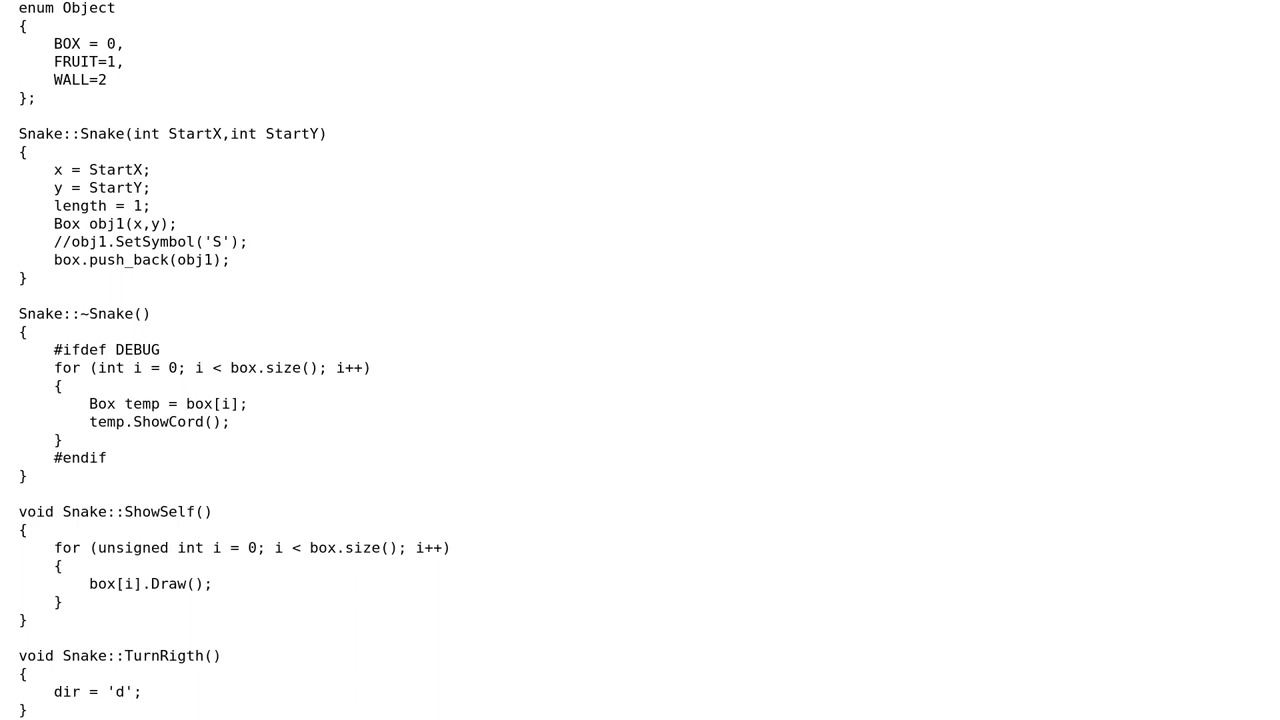 enum Object
{
    BOX = 0,
    FRUIT=1,
    WALL=2
};

Snake::Snake(int StartX,int StartY)
{
    x = StartX;
    y = StartY;
    length = 1;
    Box obj1(x,y);
    //obj1.SetSymbol('S');
    box.push_back(obj1);
}

Snake::~Snake()
{
    #ifdef DEBUG
    for (int i = 0; i < box.size(); i++)
    {
        Box temp = box[i];
        temp.ShowCord();
    }
    #endif
}

void Snake::ShowSelf()
{
    for (unsigned int i = 0; i < box.size(); i++)
    {
        box[i].Draw();
    }
}

void Snake::TurnRigth()
{
    dir = 'd';
}